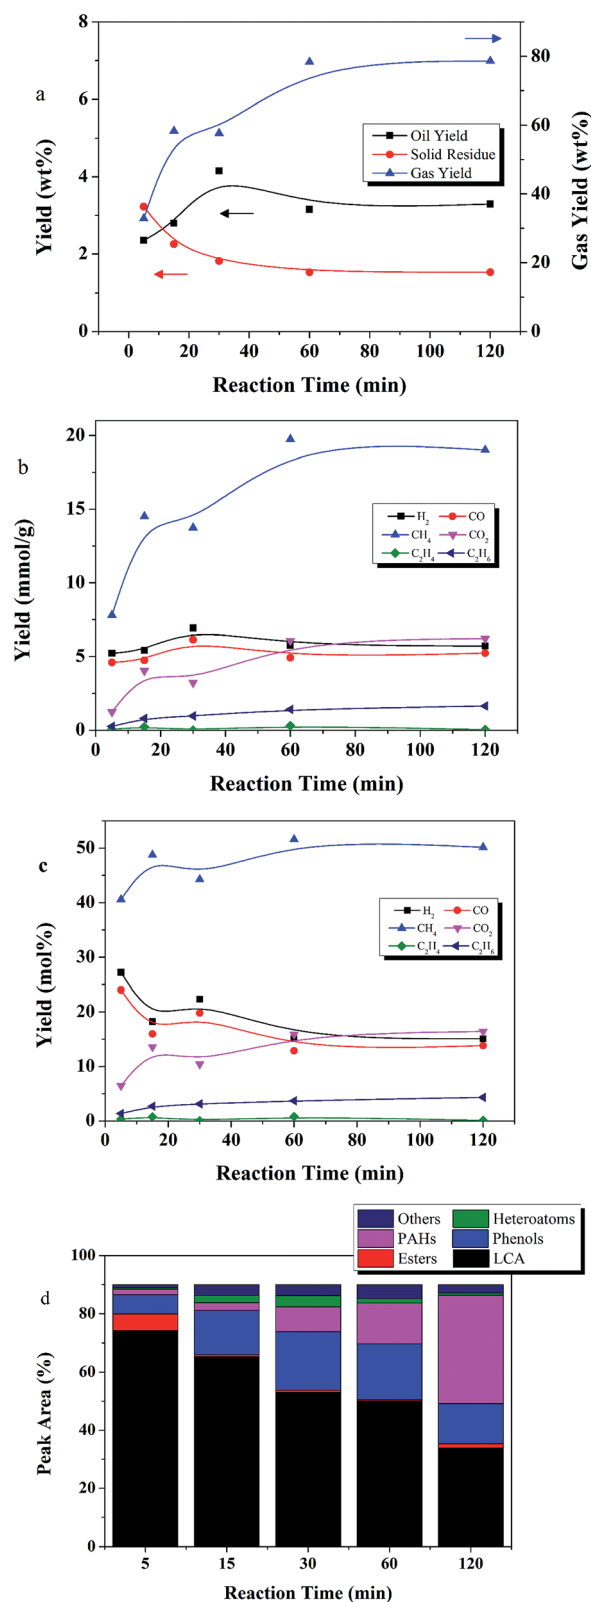 a
8
6
4
2
0
Yield (wt%)
80
60
40
20
0
Gas Yield (wt%)
Oil Yield
Solid Residue
Gas Yield
0 20 40 60 80 100 120
Reaction Time (min)
b
20
15
10
5
0
Yield (mmol/g)
H2 CO
CH4 CO2
C2H4 C2H6
0 20 40 60 80 100 120
Reaction Time (min)
c
50
40
30
20
10
0
Yield (mol%)
H2 CO
CH4 CO2
C2H4 C2H6
0 20 40 60 80 100 120
Reaction Time (min)
Others Heteroatoms
PAHs Phenols
Esters LCA
d
100
80
60
40
20
0
Peak Area (%)
5 15 30 60 120
Reaction Time (min)